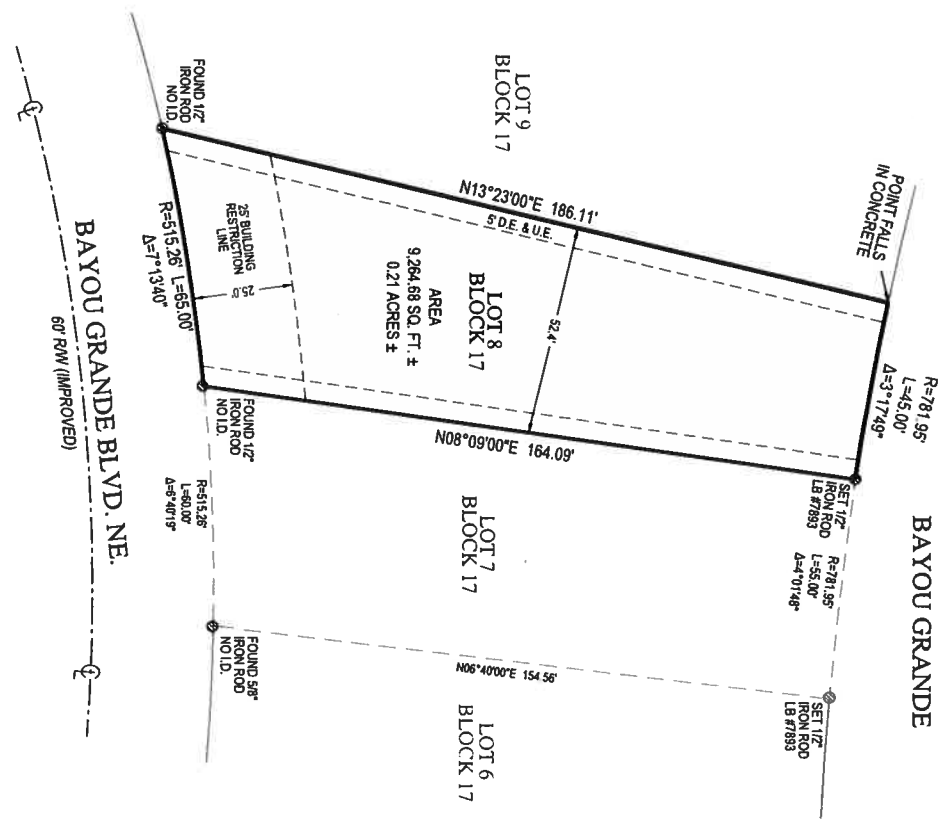 LOT 9
BLOCK 17
FOUND 1/2"
IRON ROD
NO I.D.
POINT FALLS
IN CONCRETE
N13°23'00"E 186.11'
5' D.E. & U.E.
R=781.95'
L=45.00'
Δ=3°17'49"
BAYOU GRANDE
25' BUILDING
RESTRICTION
LINE
25.0'
R=515.26' L=65.00'
Δ=7°13'40"
LOT 8
BLOCK 17
AREA
9,264.68 SQ. FT. ±
0.21 ACRES ±
52.4'
N08°09'00"E 164.09'
FOUND 1/2"
IRON ROD
NO I.D.
SET 1/2"
IRON ROD
LB #7893
BAYOU GRANDE BLVD. NE.
60' R/W (IMPROVED)
R=515.26'
L=60.00'
Δ=6°40'19"
LOT 7
BLOCK 17
R=781.95'
L=55.00'
Δ=4°01'48"
FOUND 5/8"
IRON ROD
NO I.D.
N06°40'00"E 154.56'
SET 1/2"
IRON ROD
LB #7893
LOT 6
BLOCK 17